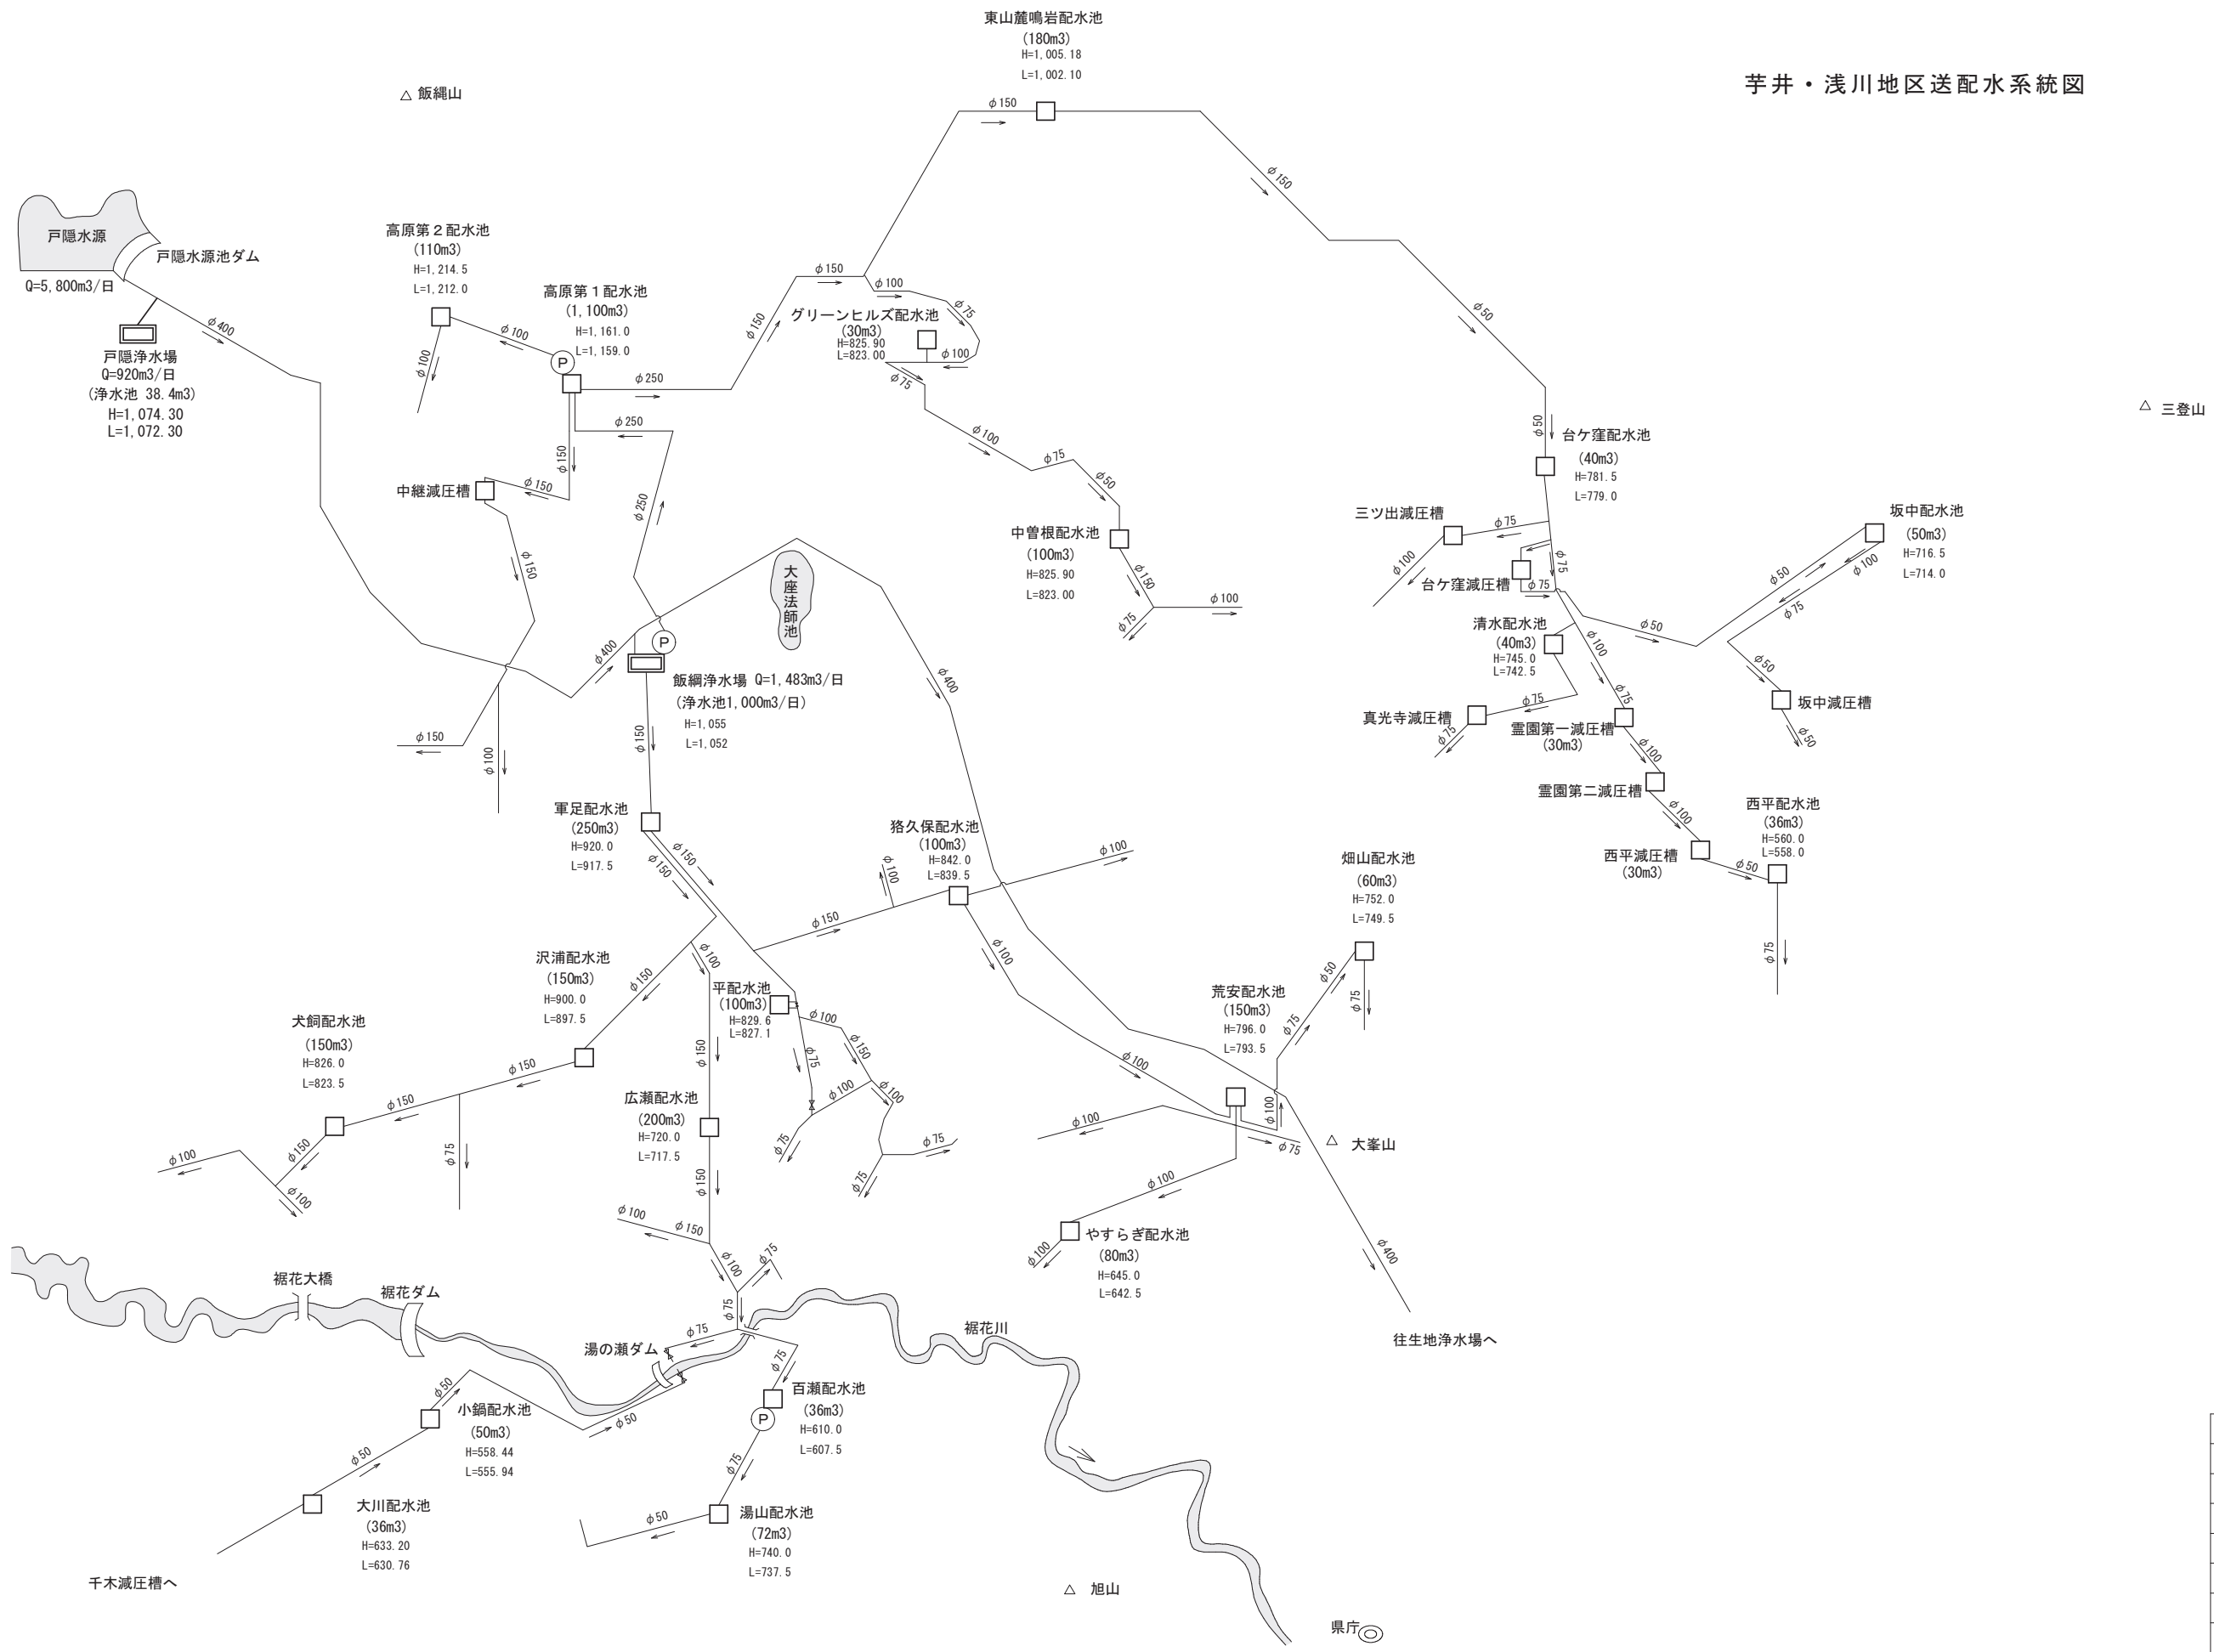 芋井・浅川地区送配水系統図
東山麓鳴岩配水池
(180m3)
H=1,005.18
L=1,002.10
△ 飯縄山
φ150
φ150
戸隠水源
戸隠水源池ダム
Q=5,800m3/日
戸隠浄水場
Q=920m3/日
(浄水池 38.4m3)
H=1,074.30
L=1,072.30
φ400
高原第2配水池
(110m3)
H=1,214.5
L=1,212.0
φ100
φ100
高原第1配水池
(1,100m3)
H=1,161.0
L=1,159.0
P
φ250
φ250
φ150
φ150
φ150
φ150
φ100
φ75
グリーンヒルズ配水池
(30m3)
H=825.90
L=823.00
φ100
φ75
φ100
φ75
φ50
中継減圧槽
φ150
φ250
φ150
φ100
φ400
P
飯綱浄水場 Q=1,483m3/日
(浄水池1,000m3/日)
H=1,055
L=1,052
φ150
大座法師池
φ400
中曽根配水池
(100m3)
H=825.90
L=823.00
φ150
φ100
φ75
φ50
φ50
台ケ窪配水池
(40m3)
H=781.5
L=779.0
△ 三登山
三ツ出減圧槽
φ75
φ100
φ75
台ケ窪減圧槽
φ75
坂中配水池
(50m3)
H=716.5
L=714.0
φ50
φ100
φ75
φ50
φ50
坂中減圧槽
φ50
清水配水池
(40m3)
H=745.0
L=742.5
φ100
φ75
φ75
真光寺減圧槽
φ75
霊園第一減圧槽
(30m3)
φ100
霊園第二減圧槽
φ100
西平減圧槽
(30m3)
φ50
西平配水池
(36m3)
H=560.0
L=558.0
φ75
軍足配水池
(250m3)
H=920.0
L=917.5
φ150
φ150
猪久保配水池
(100m3)
H=842.0
L=839.5
φ100
φ100
φ150
φ100
畑山配水池
(60m3)
H=752.0
L=749.5
φ50
φ75
φ75
沢浦配水池
(150m3)
H=900.0
L=897.5
φ150
φ100
平配水池
(100m3)
H=829.6
L=827.1
φ100
φ150
φ75
φ100
φ100
φ75
φ75
φ75
荒安配水池
(150m3)
H=796.0
L=793.5
φ100
φ100
φ100
φ75
△ 大峯山
犬飼配水池
(150m3)
H=826.0
L=823.5
φ150
φ150
φ75
φ150
φ100
φ100
広瀬配水池
(200m3)
H=720.0
L=717.5
φ150
φ150
φ100
φ150
φ100
φ75
φ75
φ100
やすらぎ配水池
(80m3)
H=645.0
L=642.5
φ100
φ400
往生地浄水場へ
裾花大橋
裾花ダム
裾花川
湯の瀬ダム
φ75
φ75
百瀬配水池
(36m3)
H=610.0
L=607.5
P
φ75
小鍋配水池
(50m3)
H=558.44
L=555.94
φ50
φ50
φ50
大川配水池
(36m3)
H=633.20
L=630.76
千木減圧槽へ
湯山配水池
(72m3)
H=740.0
L=737.5
φ50
△ 旭山
県庁